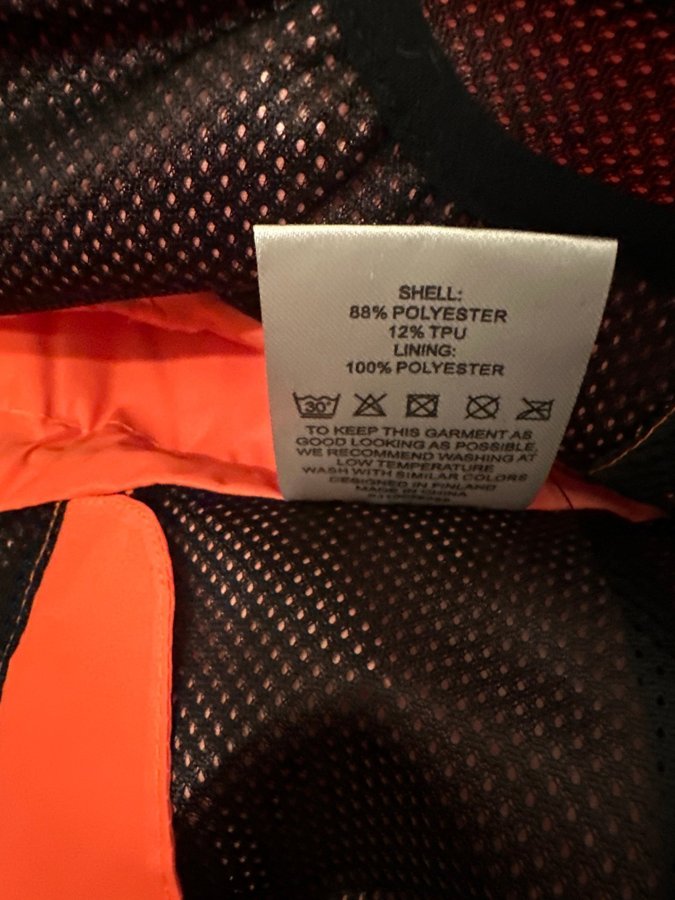 SHELL:
88% POLYESTER
12% TPU
LINING:
100% POLYESTER
30°
TO KEEP THIS GARMENT AS
GOOD LOOKING AS POSSIBLE,
WE RECOMMEND WASHING AT
LOW TEMPERATURE
WASH WITH SIMILAR COLORS
DESIGNED IN FINLAND
MADE IN CHINA